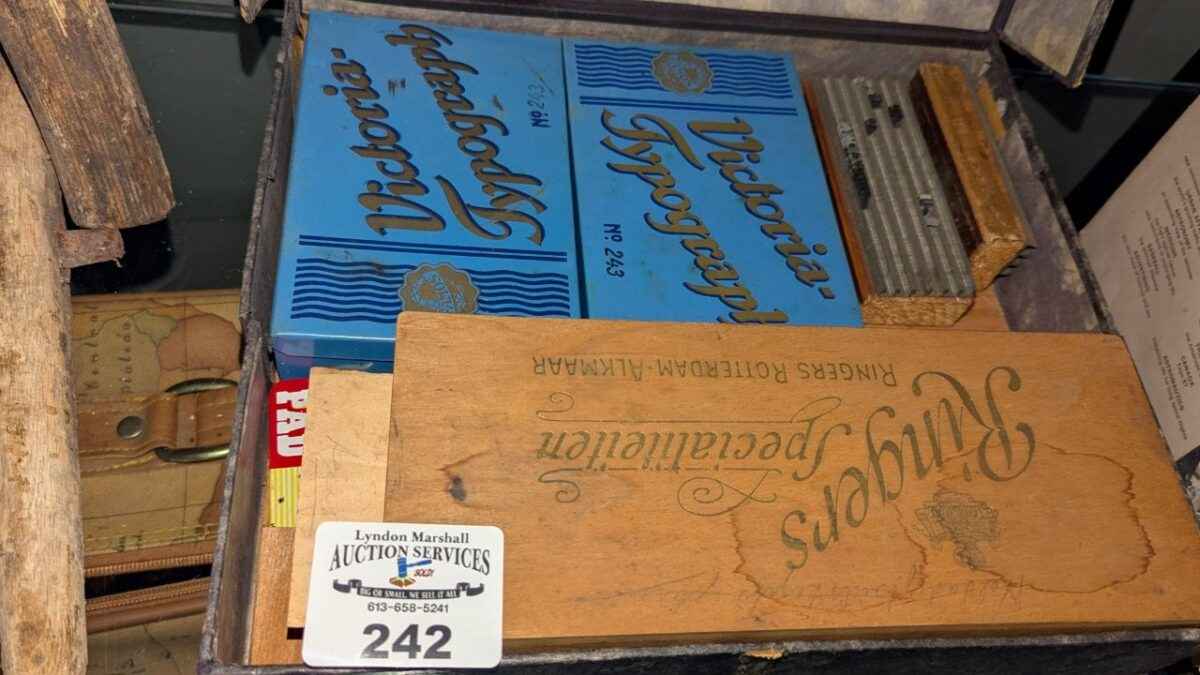 Victoria-
Typograph
No. 243
Victoria-
Typograph
No. 243
PAD
RINGERS ROTTERDAM-ALKMAAR
Ringers
Specialiteiten
Lyndon Marshall
AUCTION SERVICES
SOLD!
BIG OR SMALL, WE SELL IT ALL
613-658-5241
242